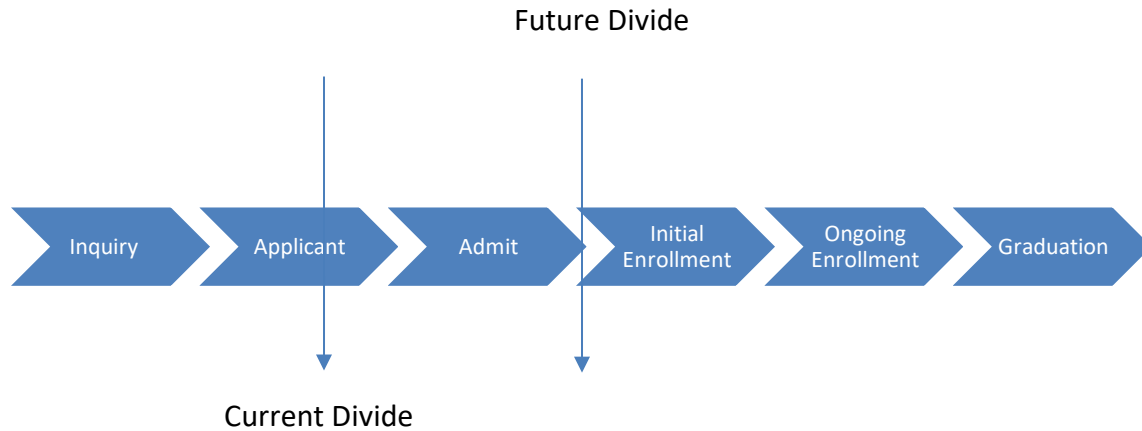 Future Divide
Inquiry
Applicant
Admit
Initial
Enrollment
Ongoing
Enrollment
Graduation
Current Divide